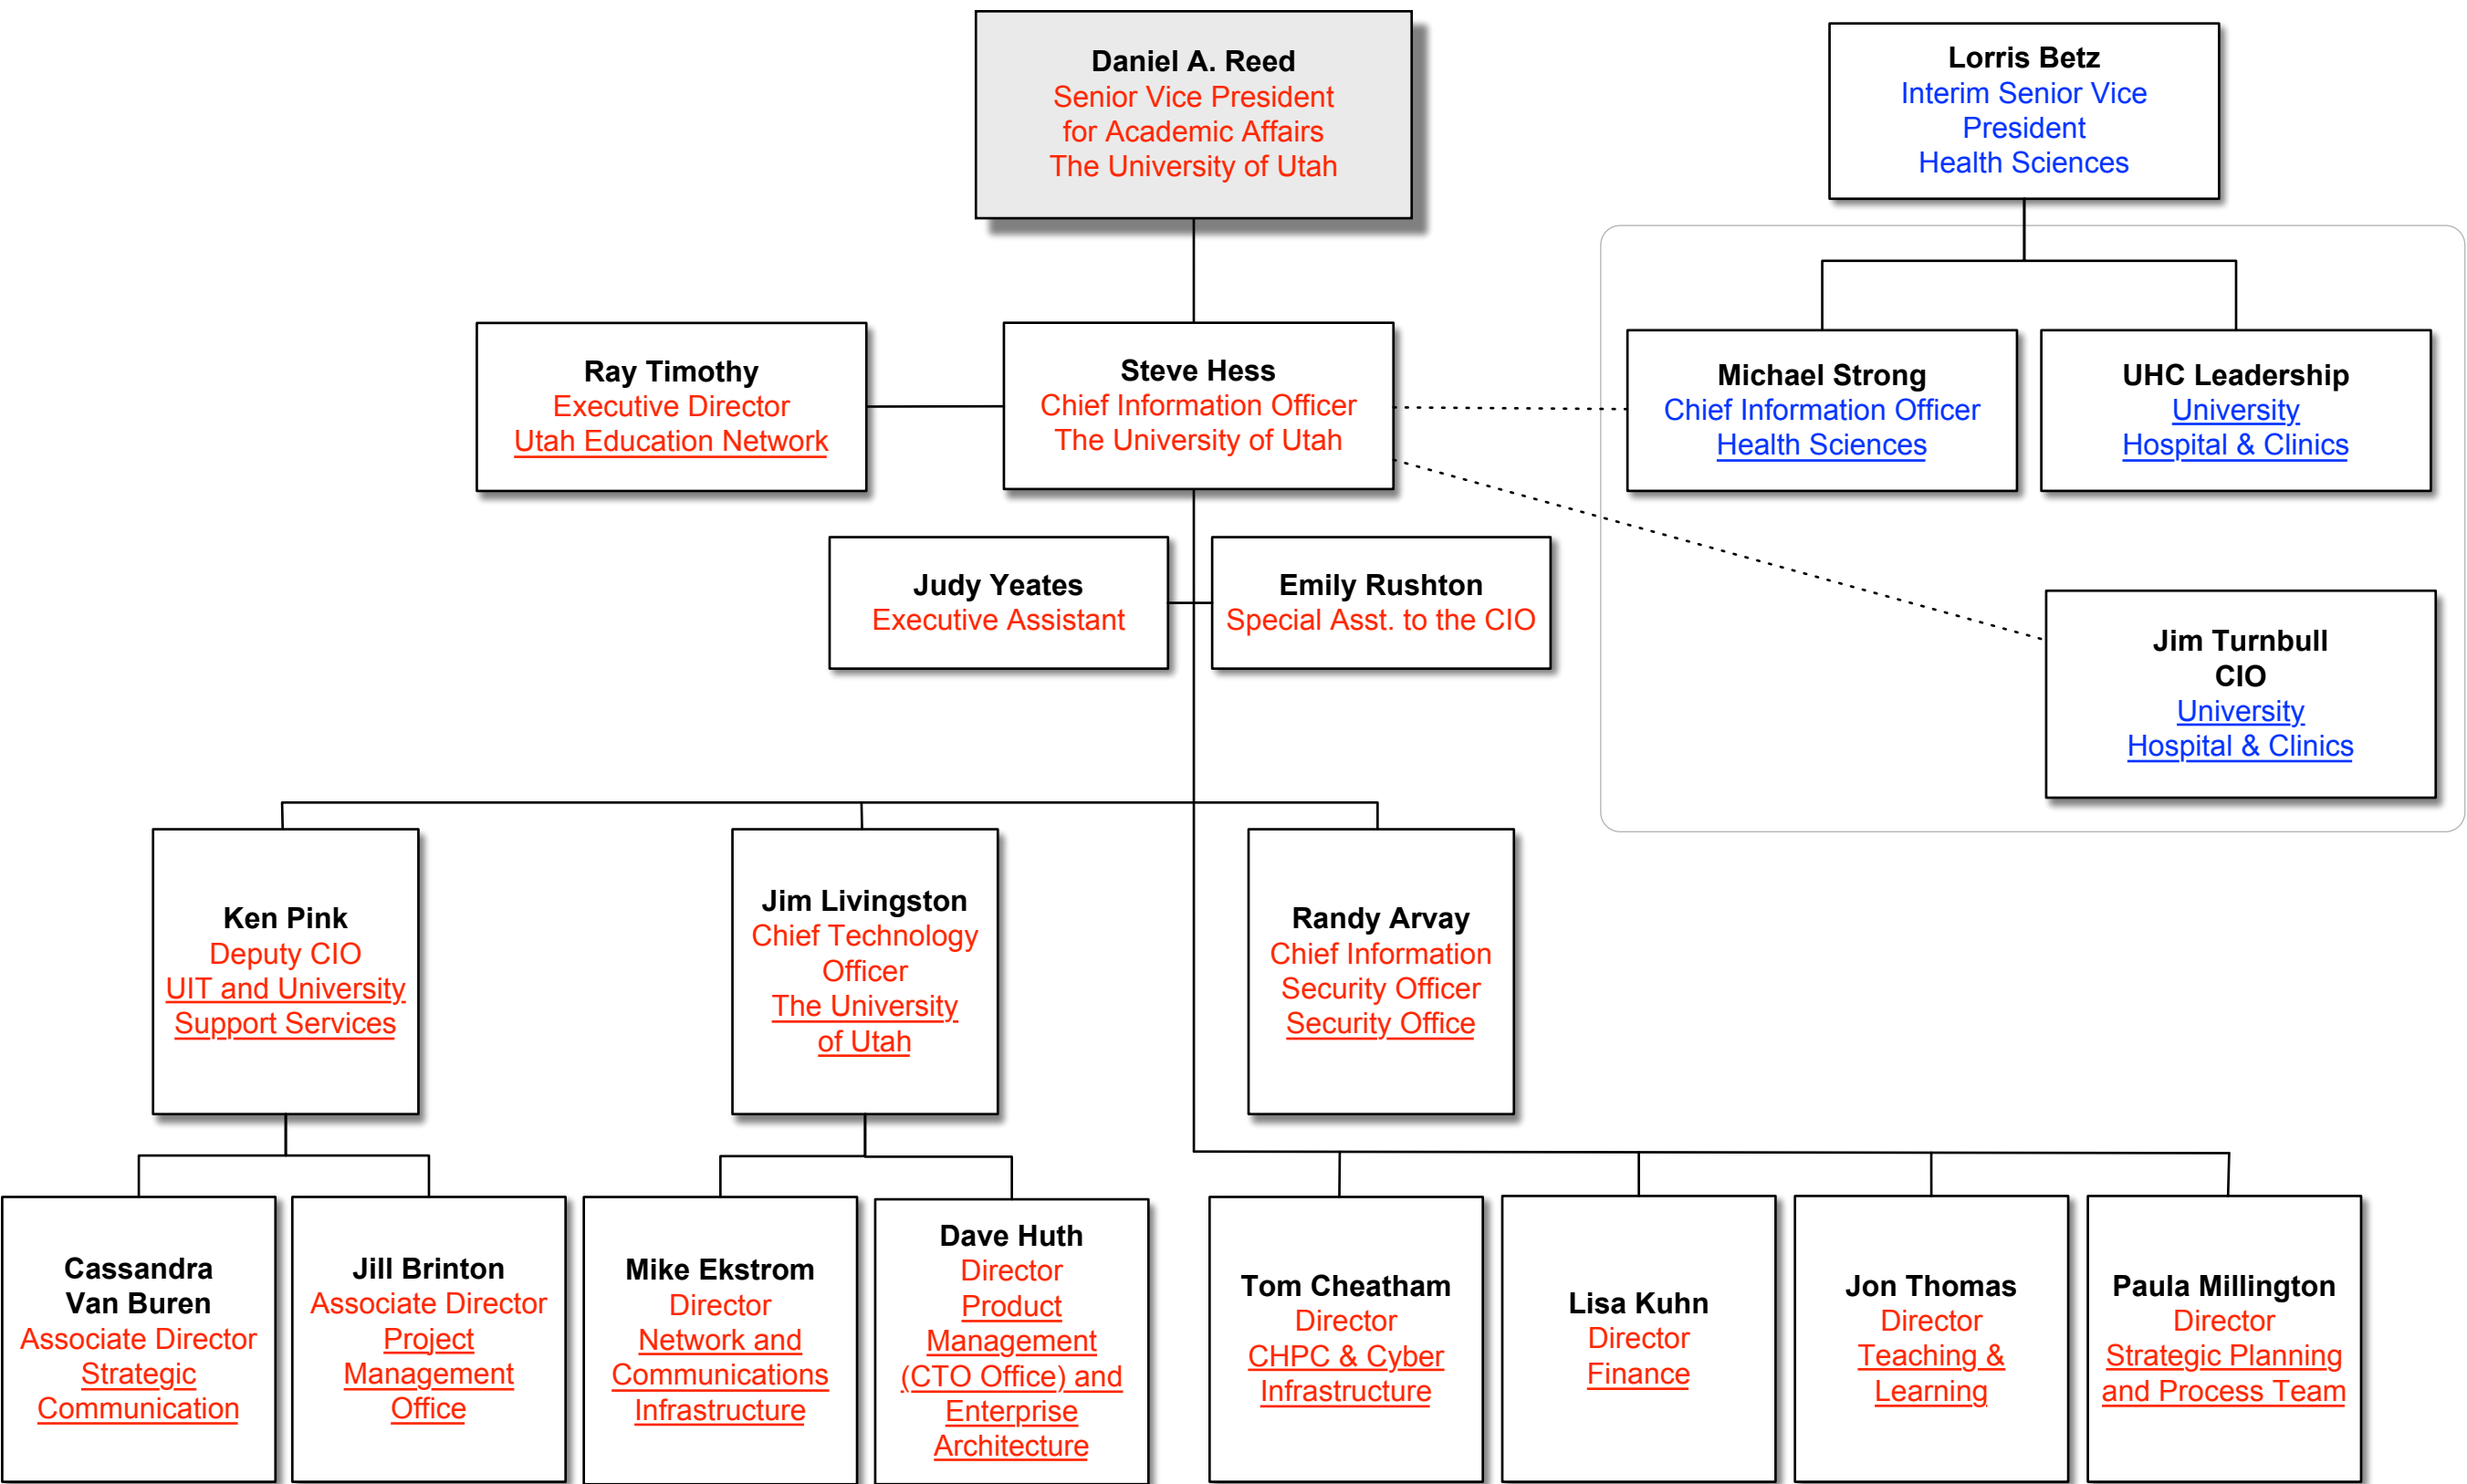 Daniel A. Reed
Senior Vice President
for Academic Affairs
The University of Utah
Lorris Betz
Interim Senior Vice
President
Health Sciences
Ray Timothy
Executive Director
Utah Education Network
Steve Hess
Chief Information Officer
The University of Utah
Michael Strong
Chief Information Officer
Health Sciences
UHC Leadership
University
Hospital & Clinics
Judy Yeates
Executive Assistant
Emily Rushton
Special Asst. to the CIO
Jim Turnbull
CIO
University
Hospital & Clinics
Ken Pink
Deputy CIO
UIT and University
Support Services
Jim Livingston
Chief Technology
Officer
The University
of Utah
Randy Arvay
Chief Information
Security Officer
Security Office
Cassandra
Van Buren
Associate Director
Strategic
Communication
Jill Brinton
Associate Director
Project
Management
Office
Mike Ekstrom
Director
Network and
Communications
Infrastructure
Dave Huth
Director
Product
Management
(CTO Office) and
Enterprise
Architecture
Tom Cheatham
Director
CHPC & Cyber
Infrastructure
Lisa Kuhn
Director
Finance
Jon Thomas
Director
Teaching &
Learning
Paula Millington
Director
Strategic Planning
and Process Team